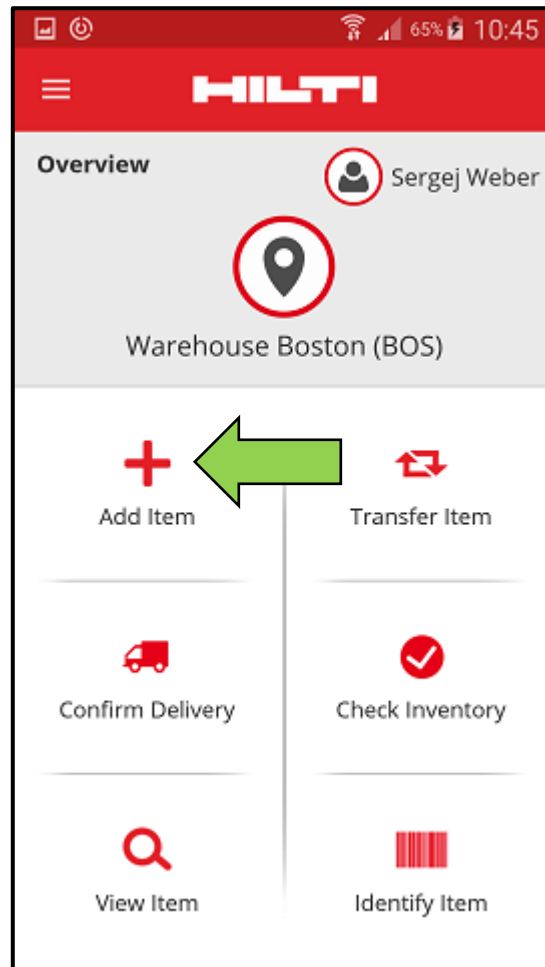 65% 10:45
HILTI
Overview
Sergej Weber
Warehouse Boston (BOS)
Add Item
Transfer Item
Confirm Delivery
Check Inventory
View Item
Identify Item